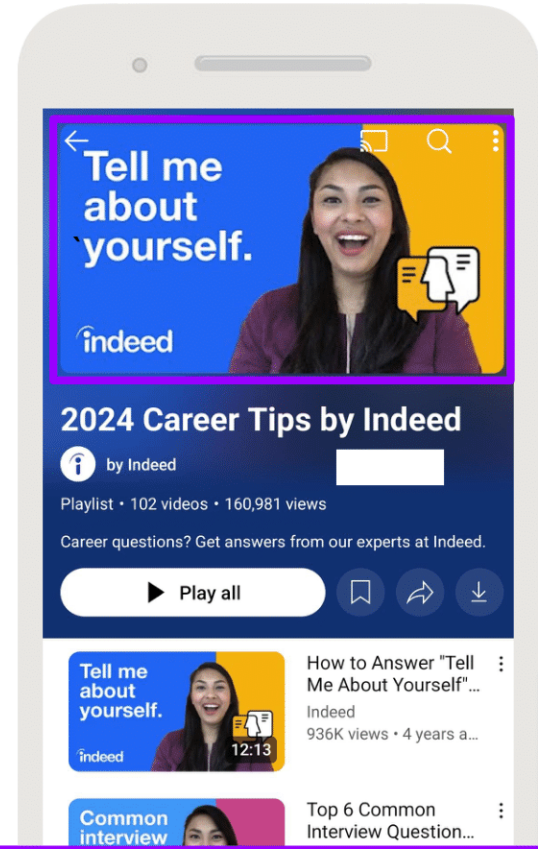 Tell me
about
yourself.
indeed
2024 Career Tips by Indeed
by Indeed
Playlist • 102 videos • 160,981 views
Career questions? Get answers from our experts at Indeed.
Play all
Tell me
about
yourself.
indeed
12:13
How to Answer "Tell
Me About Yourself"...
Indeed
936K views • 4 years a...
Common
interview
Top 6 Common
Interview Question...